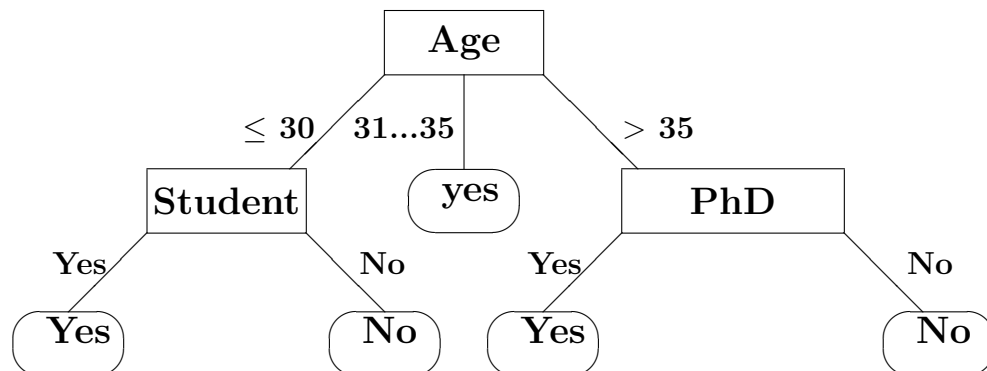 Age
≤ 30
31...35
> 35
Student
yes
PhD
Yes
No
Yes
No
Yes
No
Yes
No